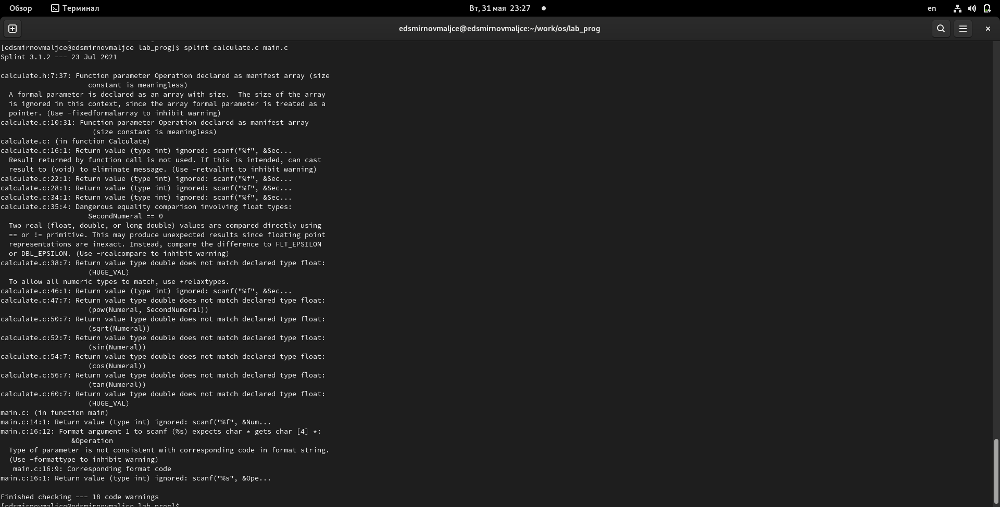 Обзор Терминал Вт, 31 мая 23:27 en
edsmirnovmaljce@edsmirnovmaljce:~/work/os/lab_prog
[edsmirnovmaljce@edsmirnovmaljce lab_prog]$ splint calculate.c main.c
Splint 3.1.2 --- 23 Jul 2021
calculate.h:7:37: Function parameter Operation declared as manifest array (size
constant is meaningless)
A formal parameter is declared as an array with size.  The size of the array
is ignored in this context, since the array formal parameter is treated as a
pointer. (Use -fixedformalarray to inhibit warning)
calculate.c:10:31: Function parameter Operation declared as manifest array
(size constant is meaningless)
calculate.c: (in function Calculate)
calculate.c:16:1: Return value (type int) ignored: scanf("%f", &Sec...
Result returned by function call is not used. If this is intended, can cast
result to (void) to eliminate message. (Use -retvalint to inhibit warning)
calculate.c:22:1: Return value (type int) ignored: scanf("%f", &Sec...
calculate.c:28:1: Return value (type int) ignored: scanf("%f", &Sec...
calculate.c:34:1: Return value (type int) ignored: scanf("%f", &Sec...
calculate.c:35:4: Dangerous equality comparison involving float types:
SecondNumeral == 0
Two real (float, double, or long double) values are compared directly using
== or != primitive. This may produce unexpected results since floating point
representations are inexact. Instead, compare the difference to FLT_EPSILON
or DBL_EPSILON. (Use -realcompare to inhibit warning)
calculate.c:38:7: Return value type double does not match declared type float:
(HUGE_VAL)
To allow all numeric types to match, use +relaxtypes.
calculate.c:46:1: Return value (type int) ignored: scanf("%f", &Sec...
calculate.c:47:7: Return value type double does not match declared type float:
(pow(Numeral, SecondNumeral))
calculate.c:50:7: Return value type double does not match declared type float:
(sqrt(Numeral))
calculate.c:52:7: Return value type double does not match declared type float:
(sin(Numeral))
calculate.c:54:7: Return value type double does not match declared type float:
(cos(Numeral))
calculate.c:56:7: Return value type double does not match declared type float:
(tan(Numeral))
calculate.c:60:7: Return value type double does not match declared type float:
(HUGE_VAL)
main.c: (in function main)
main.c:14:1: Return value (type int) ignored: scanf("%f", &Num...
main.c:16:12: Format argument 1 to scanf (%s) expects char * gets char [4] *:
&Operation
Type of parameter is not consistent with corresponding code in format string.
(Use -formattype to inhibit warning)
main.c:16:9: Corresponding format code
main.c:16:1: Return value (type int) ignored: scanf("%s", &Ope...
Finished checking --- 18 code warnings
[edsmirnovmaljce@edsmirnovmaljce lab_prog]$